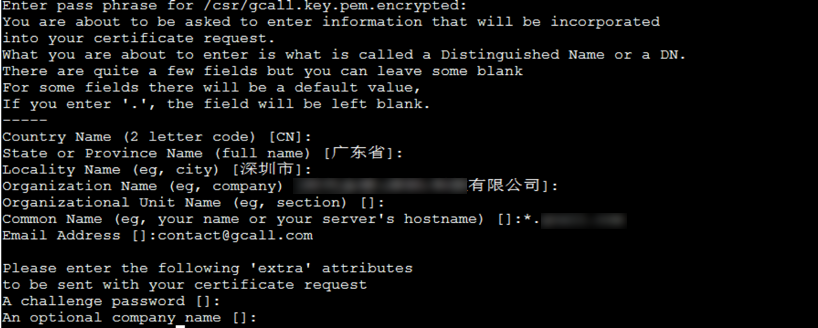 Enter pass phrase for /csr/gcall.key.pem.encrypted:
You are about to be asked to enter information that will be incorporated
into your certificate request.
What you are about to enter is what is called a Distinguished Name or a DN.
There are quite a few fields but you can leave some blank
For some fields there will be a default value,
If you enter '.', the field will be left blank.
-----
Country Name (2 letter code) [CN]:
State or Province Name (full name) [广东省]:
Locality Name (eg, city) [深圳市]:
Organization Name (eg, company) 有限公司]:
Organizational Unit Name (eg, section) []:
Common Name (eg, your name or your server's hostname) []:*.
Email Address []:contact@gcall.com
Please enter the following 'extra' attributes
to be sent with your certificate request
A challenge password []:
An optional company name []: